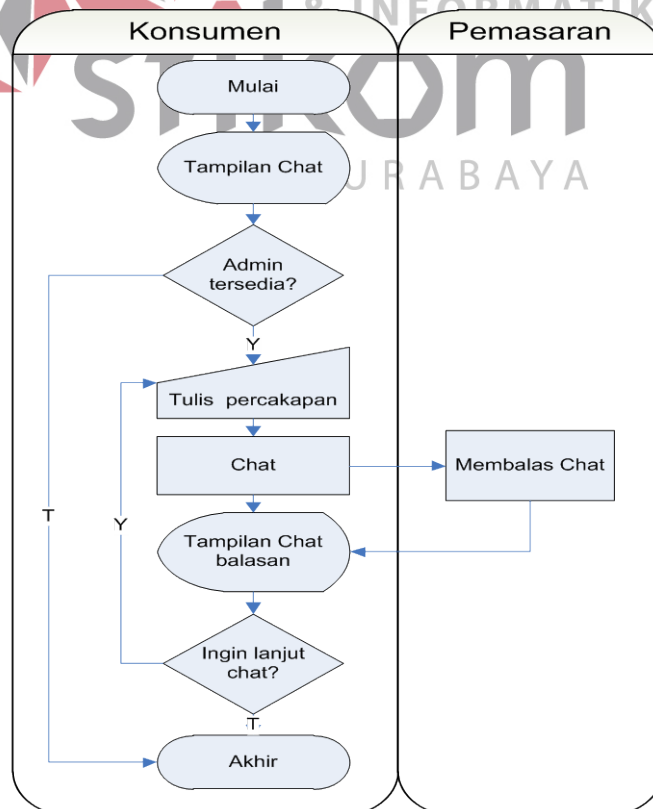 & INFORMATIKA
Konsumen
Pemasaran
stikom
SURABAYA
Mulai
Tampilan Chat
Admin
tersedia?
Y
Tulis percakapan
Chat
Membalas Chat
T
Y
Tampilan Chat
balasan
Ingin lanjut
chat?
T
Akhir